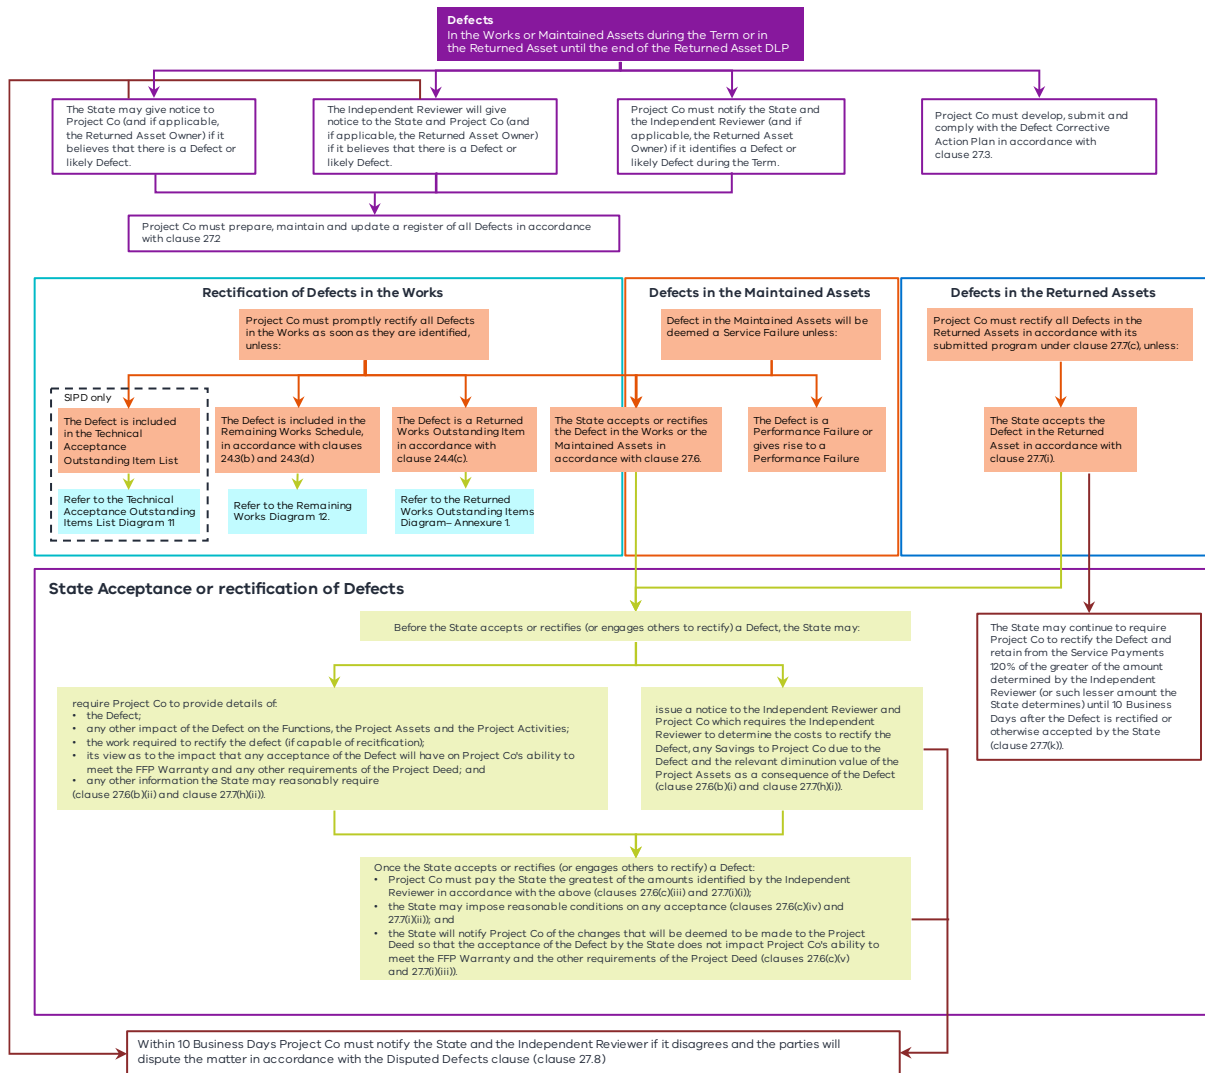 Defects
In the Works or Maintained Assets during the Term or in
the Returned Asset until the end of the Returned Asset DLP
The State may give notice to
Project Co (and if applicable,
the Returned Asset Owner) if it
believes that there is a Defect or
likely Defect.
The Independent Reviewer will give
notice to the State and Project Co (and
if applicable, the Returned Asset Owner)
if it believes that there is a Defect or
likely Defect.
Project Co must notify the State and
the Independent Reviewer (and if
applicable, the Returned Asset
Owner) if it identifies a Defect or
likely Defect during the Term.
Project Co must develop, submit and
comply with the Defect Corrective
Action Plan in accordance with
clause 27.3.
Project Co must prepare, maintain and update a register of all Defects in accordance
with clause 27.2
Rectification of Defects in the Works
Project Co must promptly rectify all Defects
in the Works as soon as they are identified,
unless:
Defects in the Maintained Assets
Defect in the Maintained Assets will be
deemed a Service Failure unless:
Defects in the Returned Assets
Project Co must rectify all Defects in the
Returned Assets in accordance with its
submitted program under clause 27.7(c), unless:
SIPD only
The Defect is included
in the Technical
Acceptance
Outstanding Item List
The Defect is included in the
Remaining Works Schedule,
in accordance with clauses
24.3(b) and 24.3(d)
The Defect is a Returned
Works Outstanding Item
in accordance with
clause 24.4(c).
The State accepts or rectifies
the Defect in the Works or the
Maintained Assets in
accordance with clause 27.6.
The Defect is a
Performance Failure or
gives rise to a
Performance Failure
The State accepts the
Defect in the Returned
Asset in accordance with
clause 27.7(i).
Refer to the Technical
Acceptance Outstanding
Items List Diagram 11
Refer to the Remaining
Works Diagram 12.
Refer to the Returned
Works Outstanding Items
Diagram– Annexure 1.
State Acceptance or rectification of Defects
Before the State accepts or rectifies (or engages others to rectify) a Defect, the State may:
The State may continue to require
Project Co to rectify the Defect and
retain from the Service Payments
120% of the greater of the amount
determined by the Independent
Reviewer (or such lesser amount the
State determines) until 10 Business
Days after the Defect is rectified or
otherwise accepted by the State
(clause 27.7(k)).
require Project Co to provide details of:
• the Defect;
• any other impact of the Defect on the Functions, the Project Assets and the Project Activities;
• the work required to rectify the defect (if capable of recitification);
• its view as to the impact that any acceptance of the Defect will have on Project Co's ability to
meet the FFP Warranty and any other requirements of the Project Deed; and
• any other information the State may reasonably require
(clause 27.6(b)(ii) and clause 27.7(h)(ii)).
issue a notice to the Independent Reviewer and
Project Co which requires the Independent
Reviewer to determine the costs to rectify the
Defect, any Savings to Project Co due to the
Defect and the relevant diminution value of the
Project Assets as a consequence of the Defect
(clause 27.6(b)(i) and clause 27.7(h)(i)).
Once the State accepts or rectifies (or engages others to rectify) a Defect:
• Project Co must pay the State the greatest of the amounts identified by the Independent
Reviewer in accordance with the above (clauses 27.6(c)(iii) and 27.7(i)(i));
• the State may impose reasonable conditions on any acceptance (clauses 27.6(c)(iv) and
27.7(i)(ii)); and
• the State will notify Project Co of the changes that will be deemed to be made to the Project
Deed so that the acceptance of the Defect by the State does not impact Project Co's ability to
meet the FFP Warranty and the other requirements of the Project Deed (clauses 27.6(c)(v)
and 27.7(i)(iii)).
Within 10 Business Days Project Co must notify the State and the Independent Reviewer if it disagrees and the parties will
dispute the matter in accordance with the Disputed Defects clause (clause 27.8)